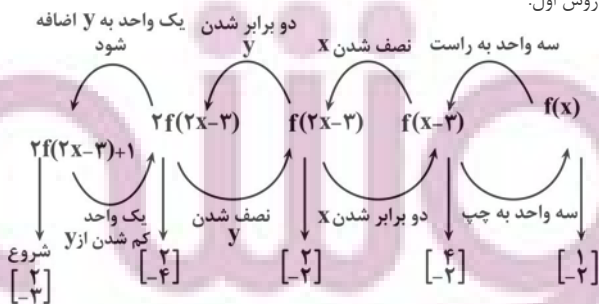 روش اول:
سه واحد به راست نصف شدن x دو برابر شدن y یک واحد به y اضافه شود
f(x) f(x-۳) f(۲x-۳) ۲f(۲x-۳) ۲f(۲x-۳)+۱
سه واحد به چپ دو برابر شدن x نصف شدن y یک واحد کم شدن از y
شروع
[۱ -۲] [۴ -۲] [۲ -۲] [۲ -۴] [۲ -۳]